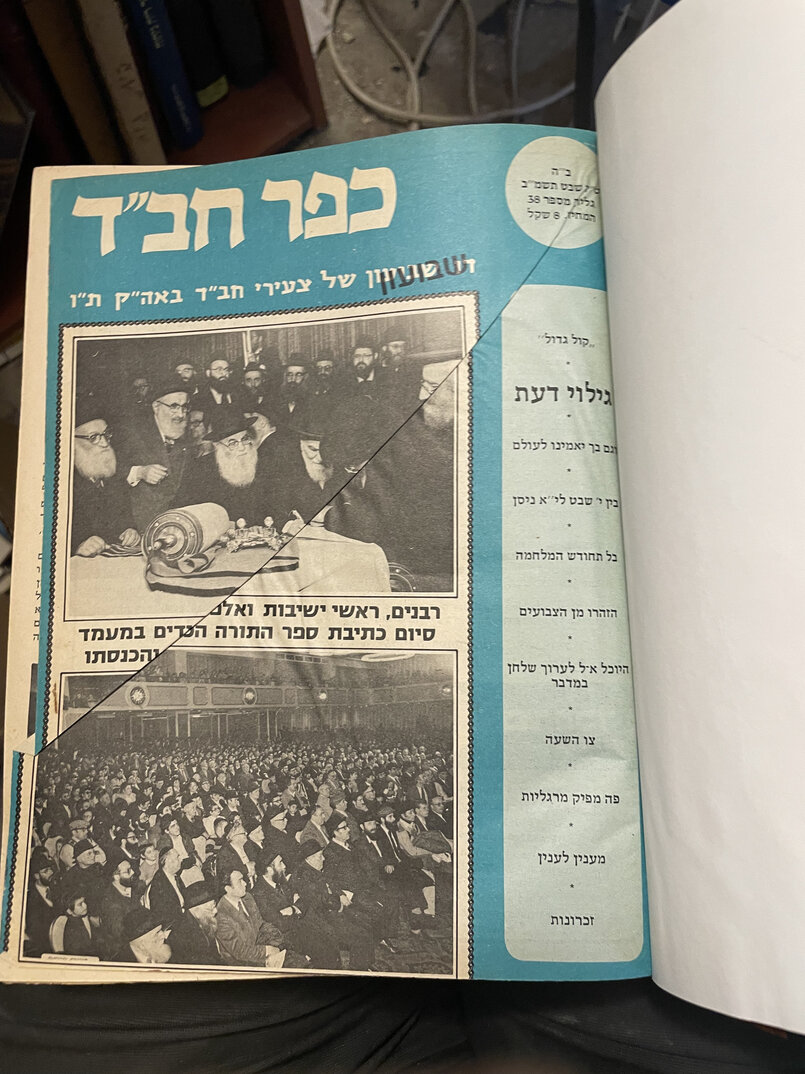 כפר חב״ד
שבועון
של צעירי חב״ד באה״ק ת״ו
ב״ה
שבט תשמ״ב
גליון מספר 38
המחיר 8 שקל
״קול גדול״
*
גילוי דעת
*
וגם בך יאמינו לעולם
*
בין י׳ שבט לי״א ניסן
*
בל תחודש המלחמה
*
הזהרו מן הצבועים
*
היוכל א־ל לערוך שלחן
במדבר
*
צו השעה
*
פה מפיק מרגליות
*
מענין לענין
*
זכרונות
רבנים, ראשי ישיבות
סיום כתיבת ספר התורה במעמד
והכנסתו